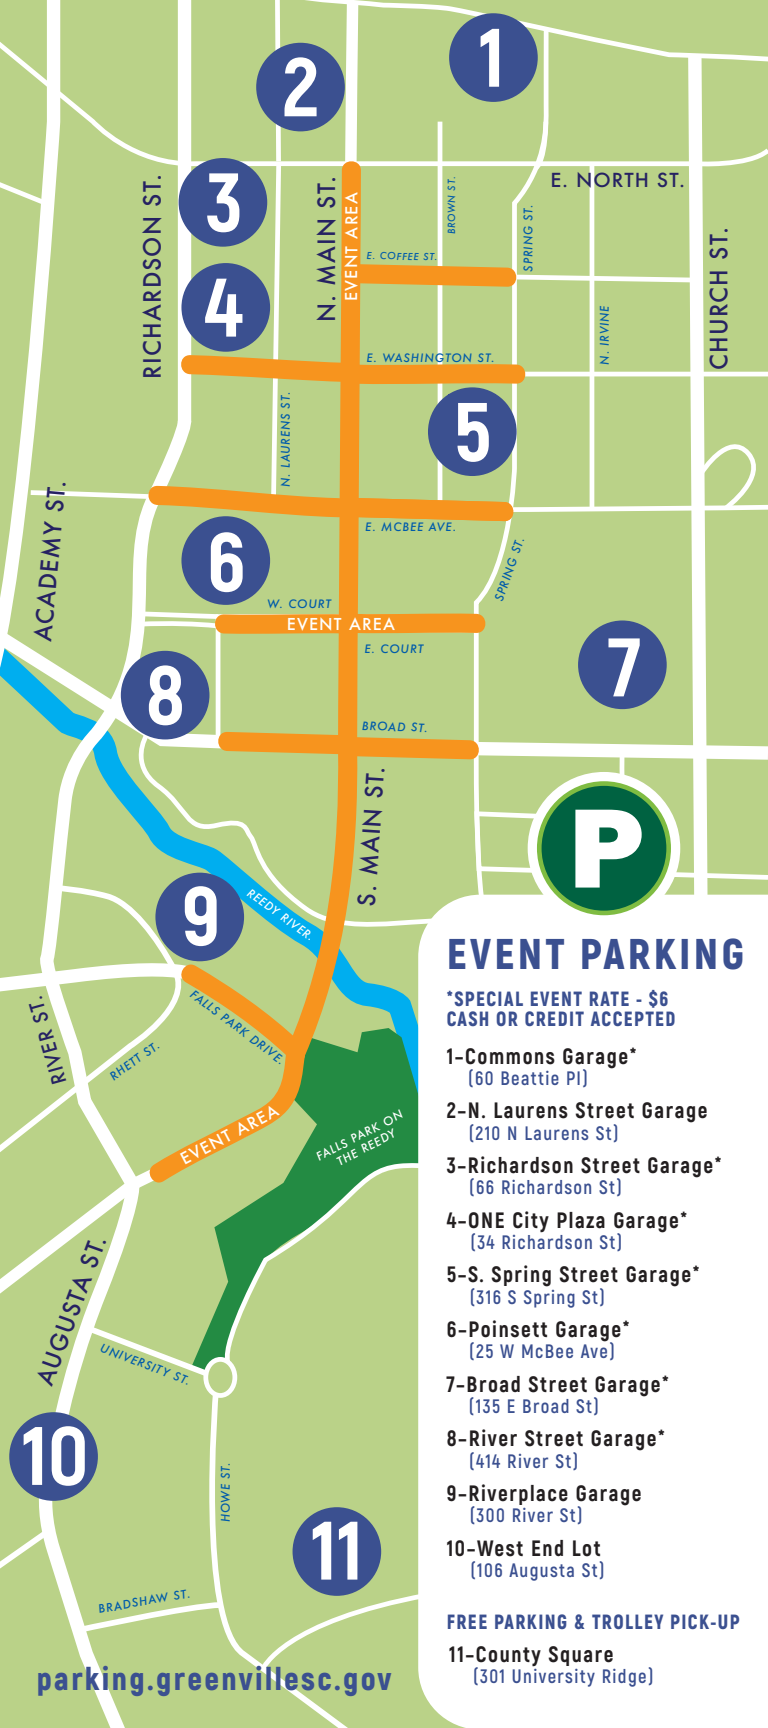 1
2
E. NORTH ST.
3
RICHARDSON ST.
N. MAIN ST.
EVENT AREA
BROWN ST.
SPRING ST.
E. COFFEE ST.
CHURCH ST.
4
N. IRVINE
E. WASHINGTON ST.
5
N. LAURENS ST.
ACADEMY ST.
E. MCBEE AVE.
6
SPRING ST.
W. COURT
EVENT AREA
E. COURT
7
8
BROAD ST.
S. MAIN ST.
P
9
REEDY RIVER.
FALLS PARK DRIVE.
RIVER ST.
RHETT ST.
EVENT AREA
FALLS PARK ON
THE REEDY
AUGUSTA ST.
UNIVERSITY ST.
10
HOWE ST.
11
BRADSHAW ST.
parking.greenvillesc.gov
EVENT PARKING
*SPECIAL EVENT RATE - $6
CASH OR CREDIT ACCEPTED
1-Commons Garage*
(60 Beattie Pl)
2-N. Laurens Street Garage
(210 N Laurens St)
3-Richardson Street Garage*
(66 Richardson St)
4-ONE City Plaza Garage*
(34 Richardson St)
5-S. Spring Street Garage*
(316 S Spring St)
6-Poinsett Garage*
(25 W McBee Ave)
7-Broad Street Garage*
(135 E Broad St)
8-River Street Garage*
(414 River St)
9-Riverplace Garage
(300 River St)
10-West End Lot
(106 Augusta St)
FREE PARKING & TROLLEY PICK-UP
11-County Square
(301 University Ridge)